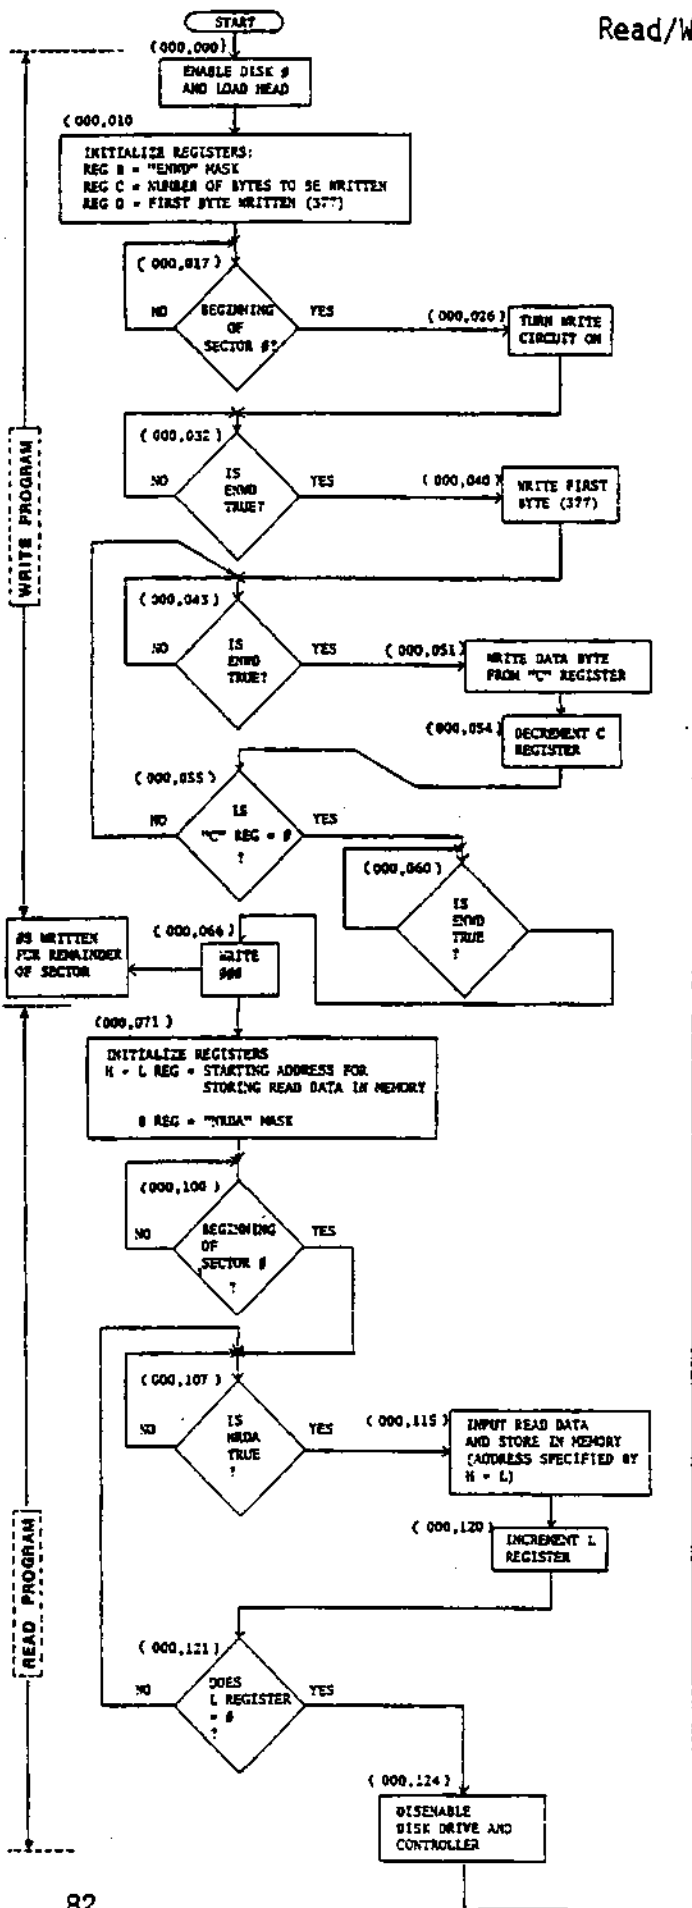 Read/W
START
(000,000)
ENABLE DISK Ø
AND LOAD HEAD
(000,010
INITIALIZE REGISTERS:
REG B = "ENWD" MASK
REG C = NUMBER OF BYTES TO BE WRITTEN
REG D = FIRST BYTE WRITTEN (377)
(000,017)
NO
BEGINNING
OF
SECTOR Ø?
YES
(000,026)
TURN WRITE
CIRCUIT ON
(000,032)
NO
IS
ENWD
TRUE?
YES
(000,040)
WRITE FIRST
BYTE (377)
WRITE PROGRAM
(000,043)
NO
IS
ENWD
TRUE?
YES
(000,051)
WRITE DATA BYTE
FROM "C" REGISTER
(000,054)
DECREMENT C
REGISTER
(000,055)
NO
IS
"C" REG = Ø
?
YES
(000,060)
IS
ENWD
TRUE
?
ØS WRITTEN
FOR REMAINDER
OF SECTOR
(000,066)
WRITE
ØØØ
(000,071)
INITIALIZE REGISTERS
H - L REG = STARTING ADDRESS FOR
STORING READ DATA IN MEMORY
B REG = "NRDA" MASK
(000,100)
NO
BEGINNING
OF
SECTOR Ø
?
YES
(000,107)
NO
IS
NRDA
TRUE
?
YES
(000,115)
INPUT READ DATA
AND STORE IN MEMORY
(ADDRESS SPECIFIED BY
H - L)
(000,120)
INCREMENT L
REGISTER
READ PROGRAM
(000,121)
NO
DOES
L REGISTER
= Ø
?
YES
(000,124)
DISENABLE
DISK DRIVE AND
CONTROLLER
82